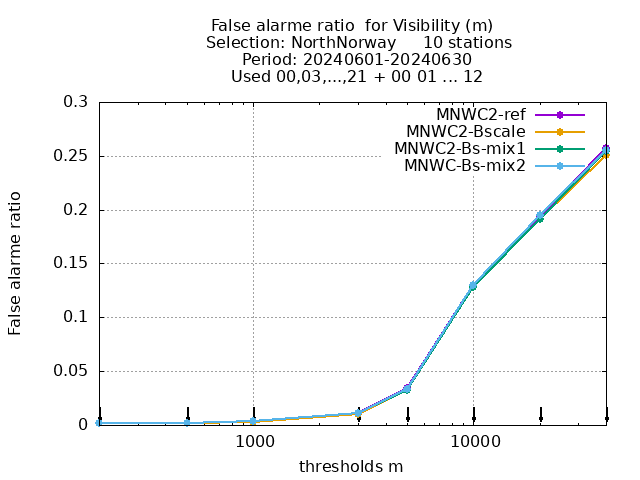 False alarme ratio  for Visibility (m)
Selection: NorthNorway     10 stations
Period: 20240601-20240630
Used 00,03,...,21 + 00 01 ... 12
MNWC2-ref
MNWC2-Bscale
MNWC2-Bs-mix1
MNWC-Bs-mix2
False alarme ratio
0.3
0.25
0.2
0.15
0.1
0.05
0
1000
10000
thresholds m